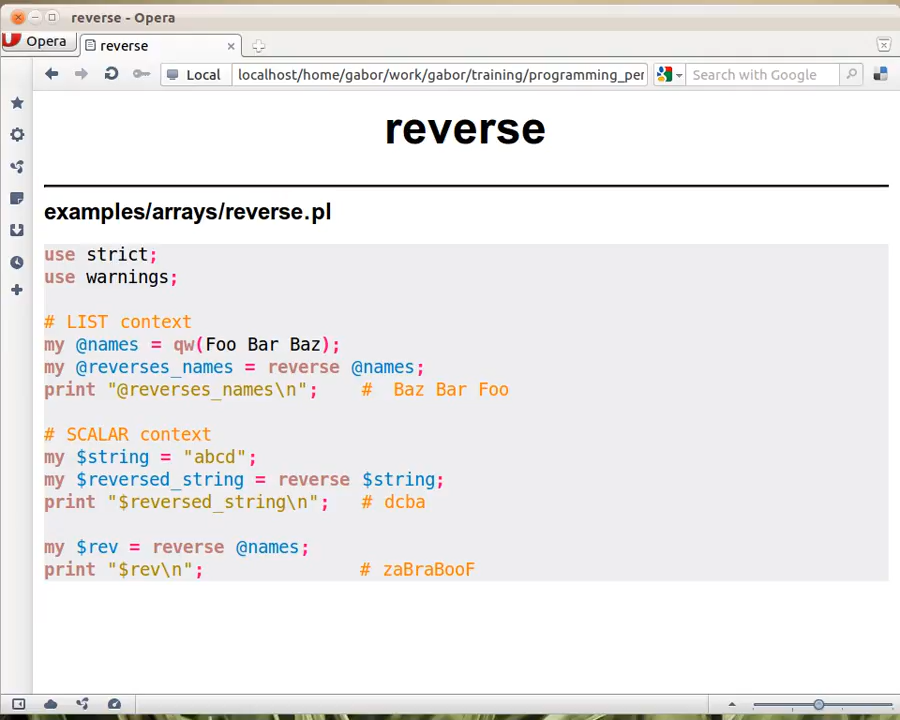 reverse - Opera
Opera
reverse
Local
localhost/home/gabor/work/gabor/training/programming_per
Search with Google
reverse
examples/arrays/reverse.pl
use strict;
use warnings;
# LIST context
my @names = qw(Foo Bar Baz);
my @reverses_names = reverse @names;
print "@reverses_names\n";    #  Baz Bar Foo
# SCALAR context
my $string = "abcd";
my $reversed_string = reverse $string;
print "$reversed_string\n";   # dcba
my $rev = reverse @names;
print "$rev\n";               # zaBraBooF